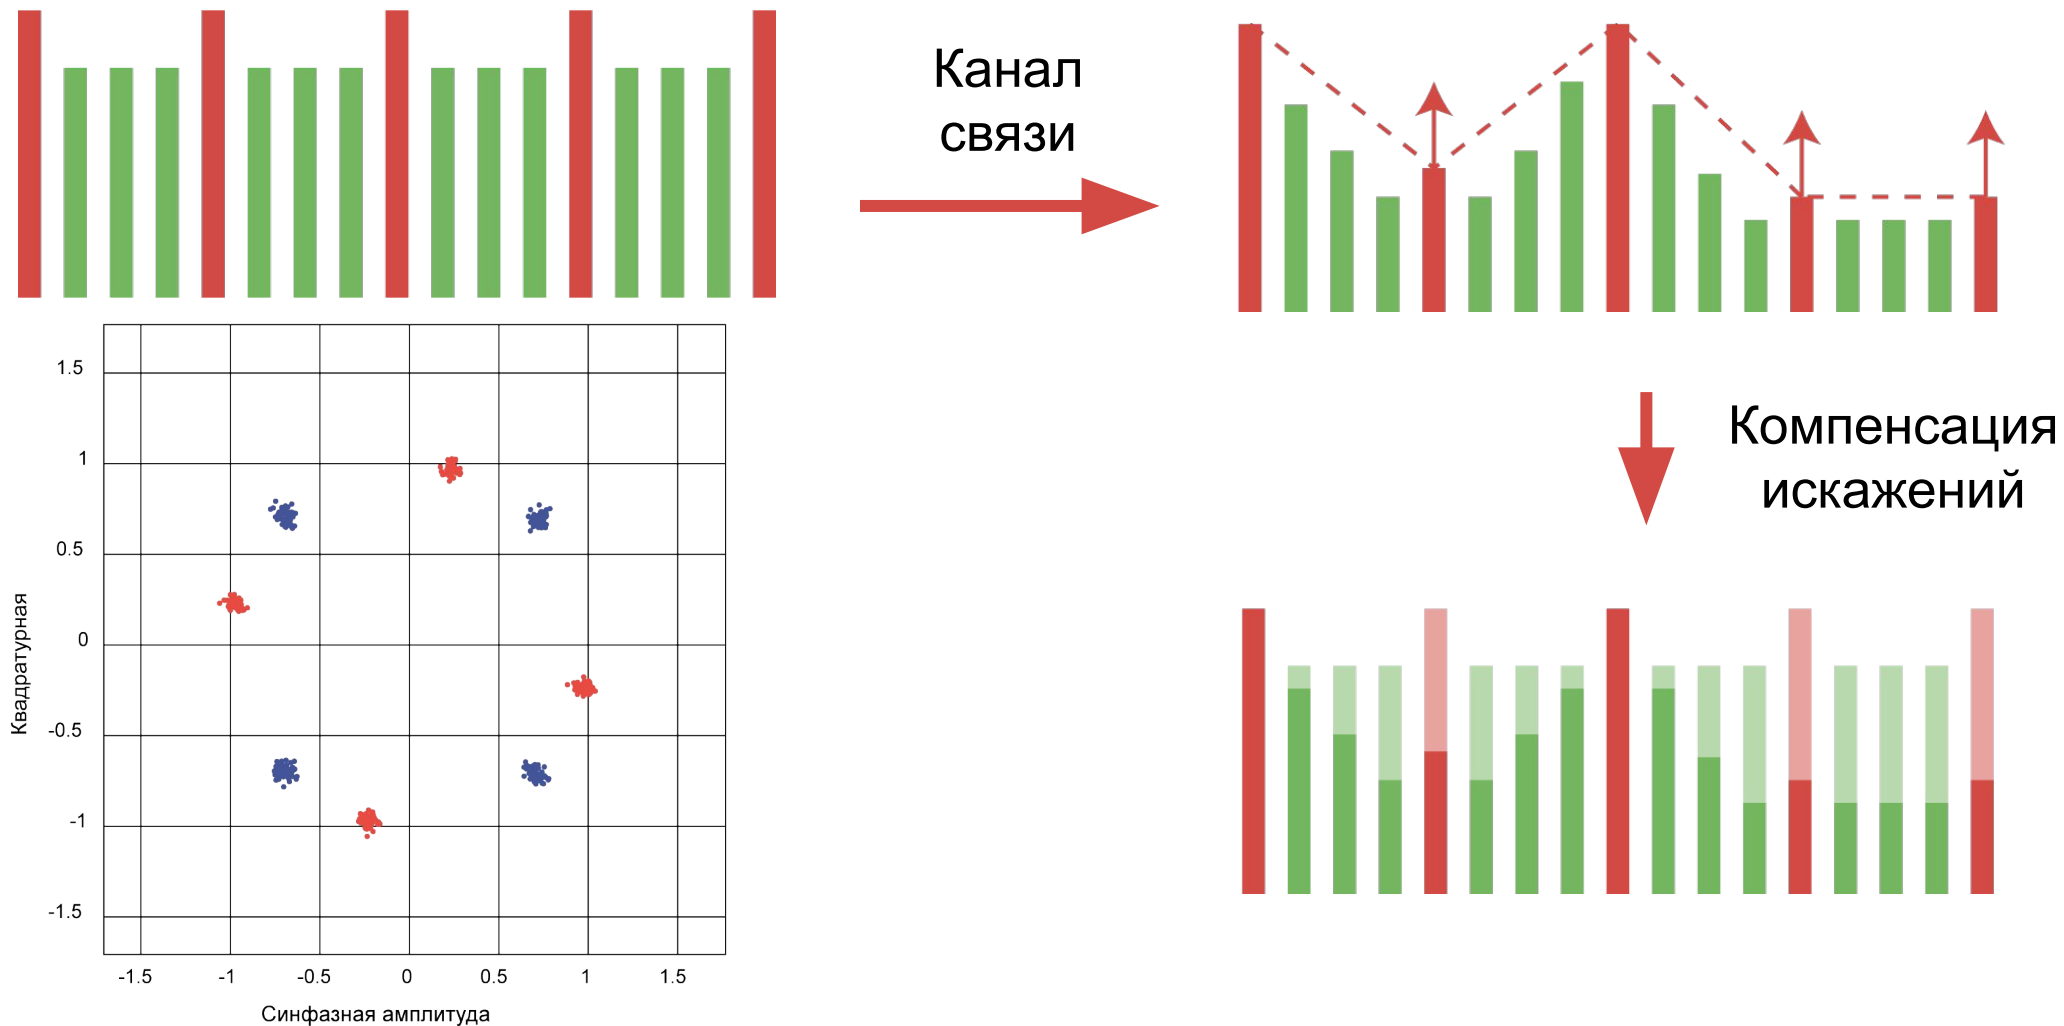 Канал
связи
Компенсация
искажений
1.5
1
0.5
0
-0.5
-1
-1.5
Квадратурная
-1.5 -1 -0.5 0 0.5 1 1.5
Синфазная амплитуда